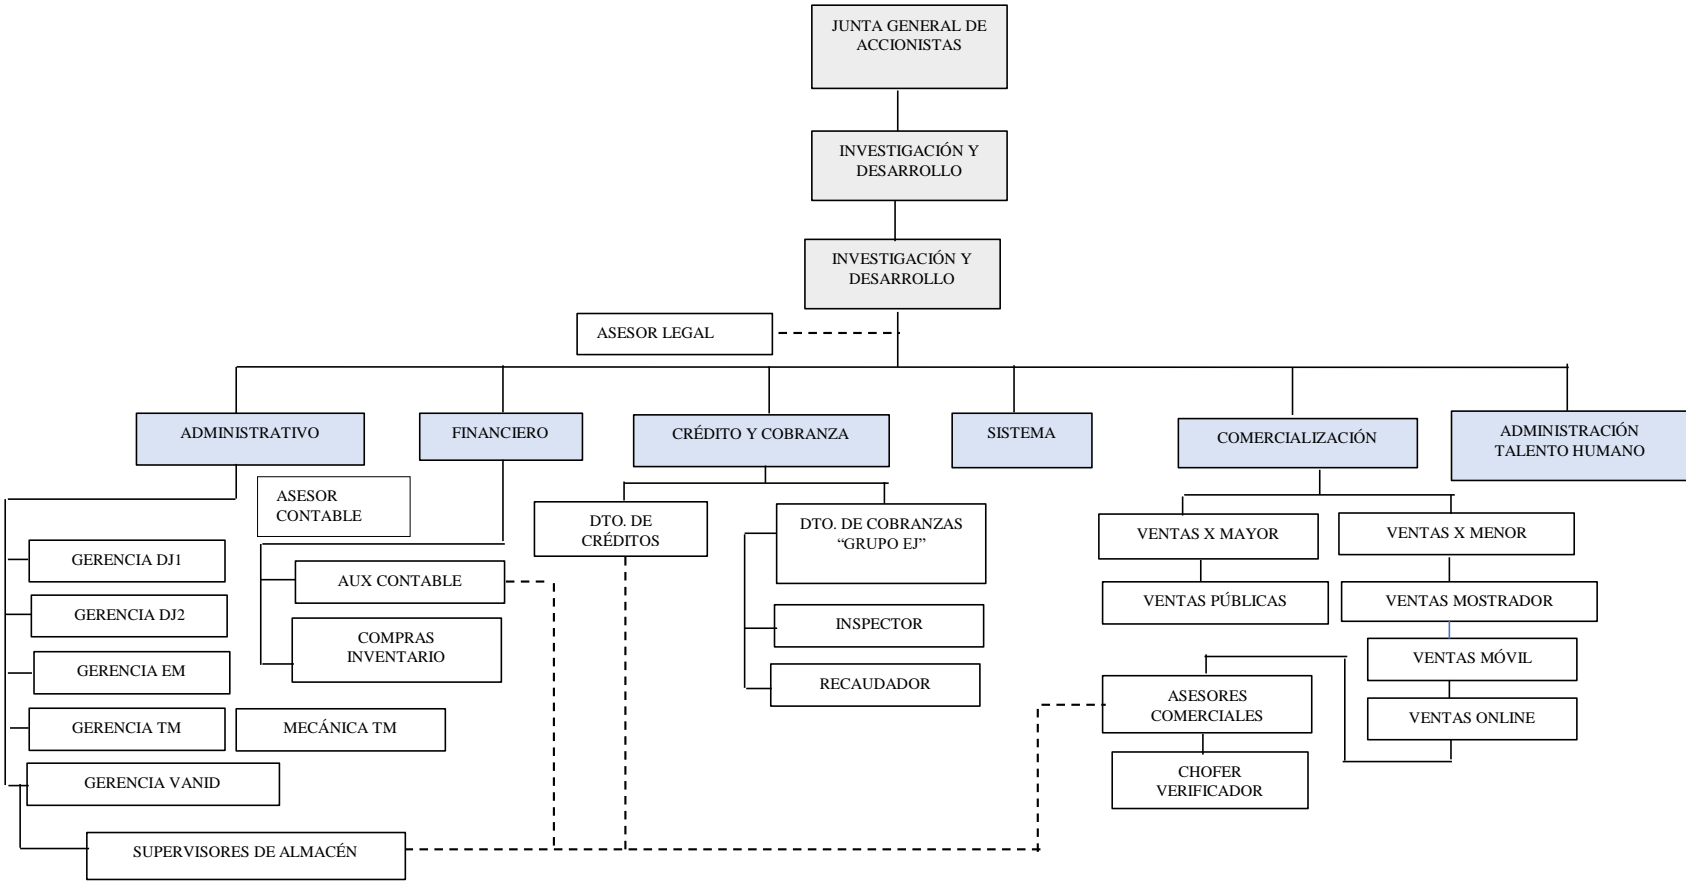 JUNTA GENERAL DE
ACCIONISTAS
INVESTIGACIÓN Y
DESARROLLO
INVESTIGACIÓN Y
DESARROLLO
ASESOR LEGAL
ADMINISTRATIVO
FINANCIERO
CRÉDITO Y COBRANZA
SISTEMA
COMERCIALIZACIÓN
ADMINISTRACIÓN
TALENTO HUMANO
ASESOR
CONTABLE
GERENCIA DJ1
GERENCIA DJ2
GERENCIA EM
GERENCIA TM
MECÁNICA TM
GERENCIA VANID
SUPERVISORES DE ALMACÉN
AUX CONTABLE
COMPRAS
INVENTARIO
DTO. DE
CRÉDITOS
DTO. DE COBRANZAS
“GRUPO EJ”
INSPECTOR
RECAUDADOR
VENTAS X MAYOR
VENTAS PÚBLICAS
VENTAS X MENOR
VENTAS MOSTRADOR
VENTAS MÓVIL
VENTAS ONLINE
ASESORES
COMERCIALES
CHOFER
VERIFICADOR